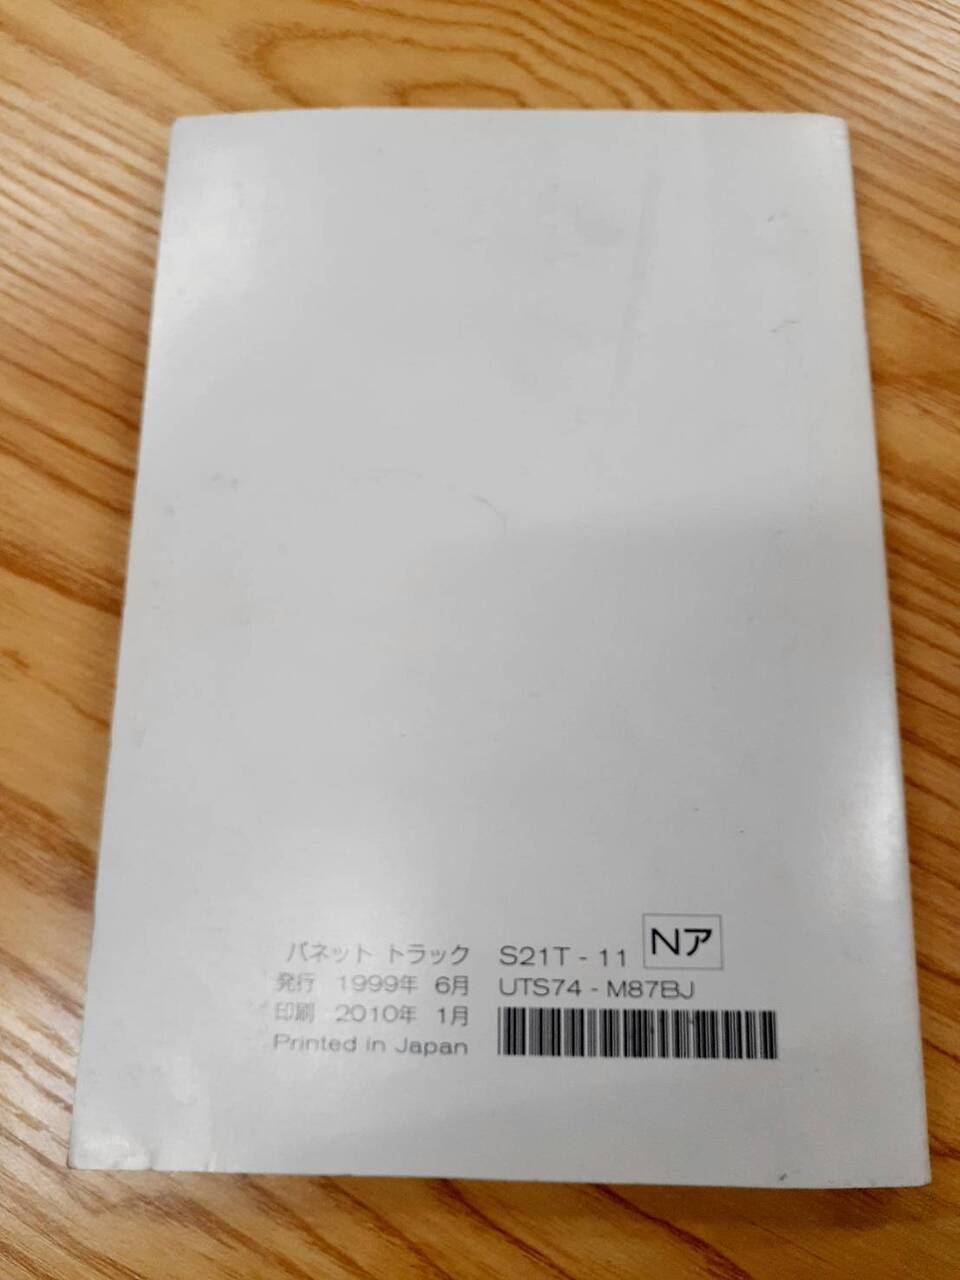 バネット トラック S21T - 11 Nア
発行 1999年 6月 UTS74 - M87BJ
印刷 2010年 1月
Printed in Japan